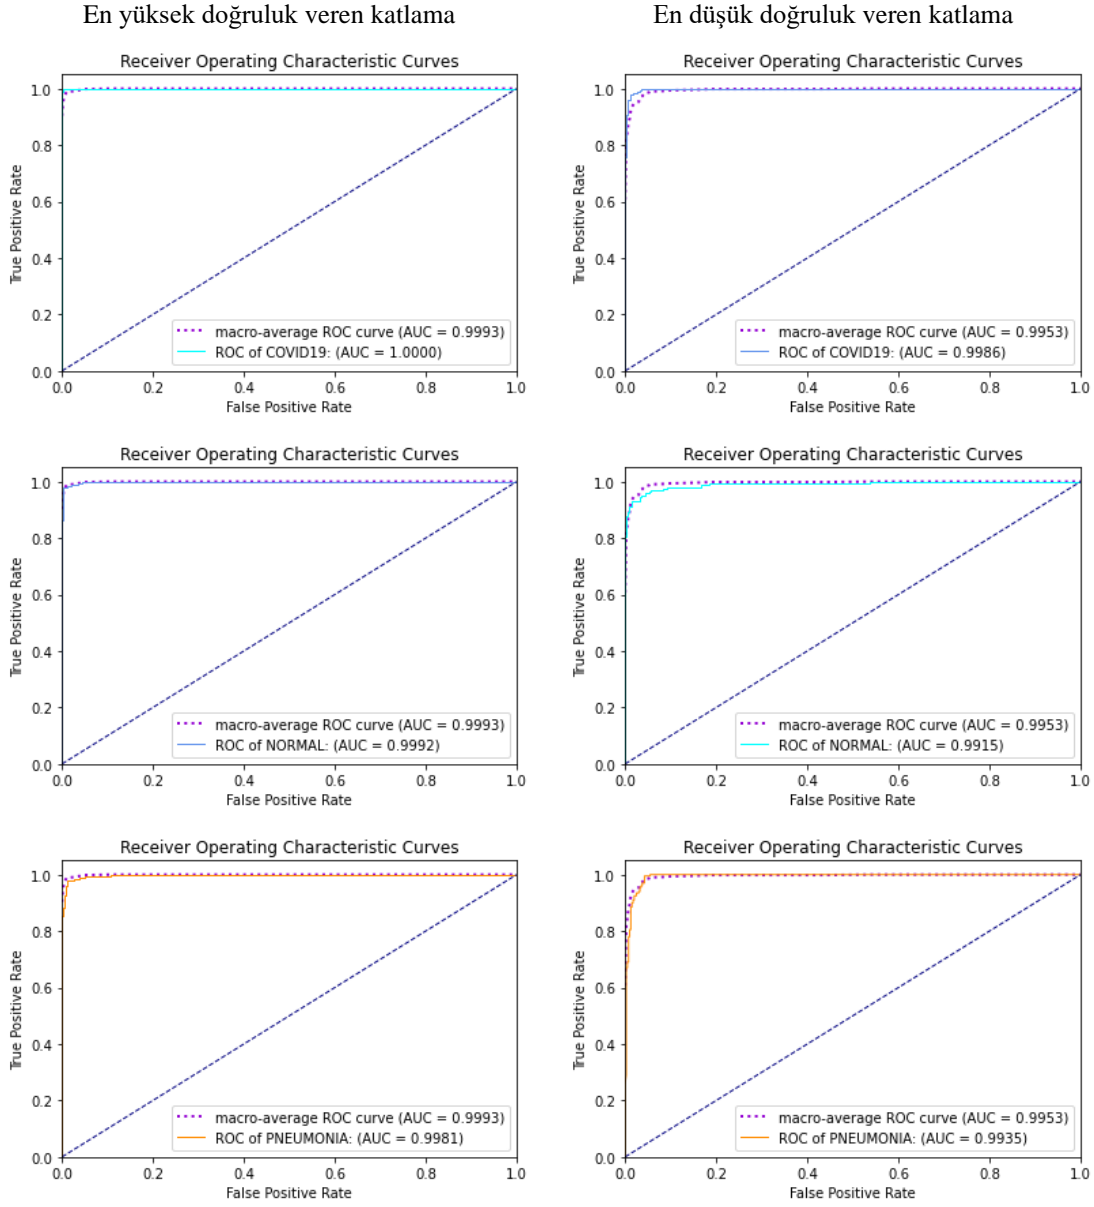 En yüksek doğruluk veren katlama
En düşük doğruluk veren katlama
Receiver Operating Characteristic Curves
1.0
0.8
0.6
0.4
0.2
0.0
True Positive Rate
macro-average ROC curve (AUC = 0.9993)
ROC of COVID19: (AUC = 1.0000)
0.0 0.2 0.4 0.6 0.8 1.0
False Positive Rate
Receiver Operating Characteristic Curves
1.0
0.8
0.6
0.4
0.2
0.0
True Positive Rate
macro-average ROC curve (AUC = 0.9953)
ROC of COVID19: (AUC = 0.9986)
0.0 0.2 0.4 0.6 0.8 1.0
False Positive Rate
Receiver Operating Characteristic Curves
1.0
0.8
0.6
0.4
0.2
0.0
True Positive Rate
macro-average ROC curve (AUC = 0.9993)
ROC of NORMAL: (AUC = 0.9992)
0.0 0.2 0.4 0.6 0.8 1.0
False Positive Rate
Receiver Operating Characteristic Curves
1.0
0.8
0.6
0.4
0.2
0.0
True Positive Rate
macro-average ROC curve (AUC = 0.9953)
ROC of NORMAL: (AUC = 0.9915)
0.0 0.2 0.4 0.6 0.8 1.0
False Positive Rate
Receiver Operating Characteristic Curves
1.0
0.8
0.6
0.4
0.2
0.0
True Positive Rate
macro-average ROC curve (AUC = 0.9993)
ROC of PNEUMONIA: (AUC = 0.9981)
0.0 0.2 0.4 0.6 0.8 1.0
False Positive Rate
Receiver Operating Characteristic Curves
1.0
0.8
0.6
0.4
0.2
0.0
True Positive Rate
macro-average ROC curve (AUC = 0.9953)
ROC of PNEUMONIA: (AUC = 0.9935)
0.0 0.2 0.4 0.6 0.8 1.0
False Positive Rate